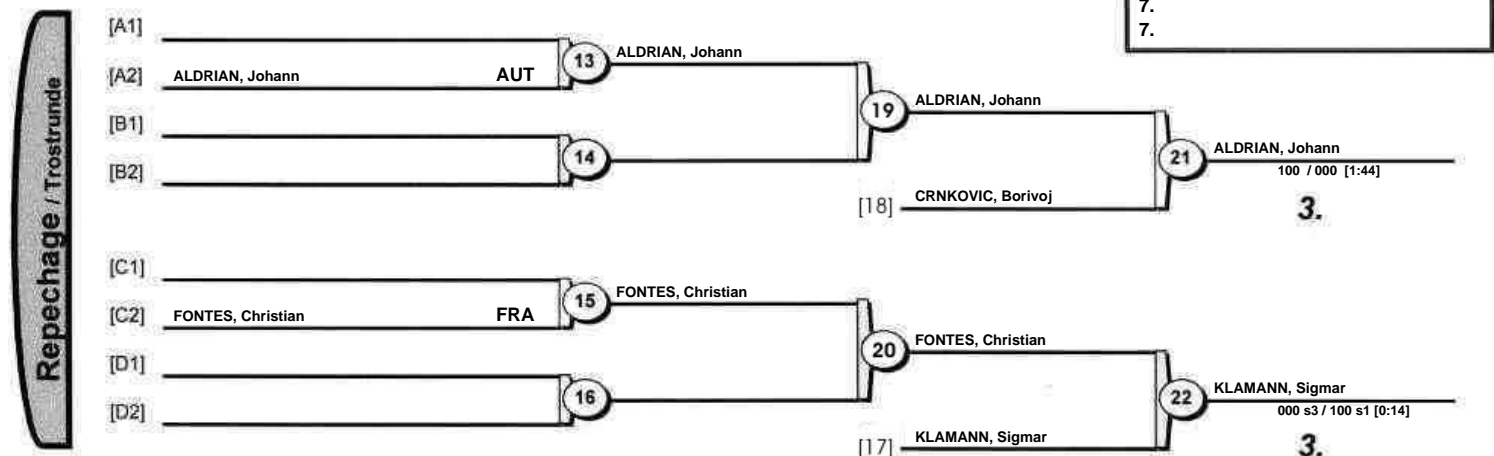 7.
7.
Repechage / Trostrunde
[A1]
[A2] ALDRIAN, Johann AUT
13 ALDRIAN, Johann
[B1]
[B2]
14
19 ALDRIAN, Johann
[18] CRNKOVIC, Borivoj
21 ALDRIAN, Johann
100 / 000 [1:44]
3.
[C1]
[C2] FONTES, Christian FRA
15 FONTES, Christian
[D1]
[D2]
16
20 FONTES, Christian
[17] KLAMANN, Sigmar
22 KLAMANN, Sigmar
000 s3 / 100 s1 [0:14]
3.